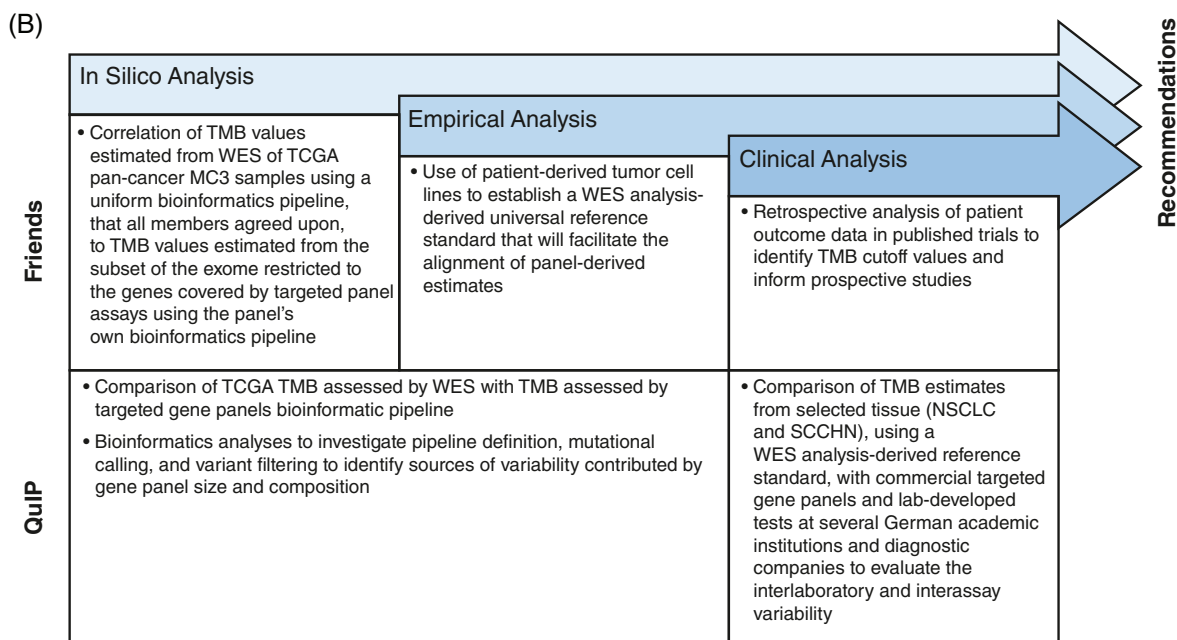 (B)
In Silico Analysis
Empirical Analysis
Clinical Analysis
Recommendations
Friends
• Correlation of TMB values
estimated from WES of TCGA
pan-cancer MC3 samples using a
uniform bioinformatics pipeline,
that all members agreed upon,
to TMB values estimated from the
subset of the exome restricted to
the genes covered by targeted panel
assays using the panel's
own bioinformatics pipeline
• Use of patient-derived tumor cell
lines to establish a WES analysis-
derived universal reference
standard that will facilitate the
alignment of panel-derived
estimates
• Retrospective analysis of patient
outcome data in published trials to
identify TMB cutoff values and
inform prospective studies
QuIP
• Comparison of TCGA TMB assessed by WES with TMB assessed by
targeted gene panels bioinformatic pipeline
• Bioinformatics analyses to investigate pipeline definition, mutational
calling, and variant filtering to identify sources of variability contributed by
gene panel size and composition
• Comparison of TMB estimates
from selected tissue (NSCLC
and SCCHN), using a
WES analysis-derived reference
standard, with commercial targeted
gene panels and lab-developed
tests at several German academic
institutions and diagnostic
companies to evaluate the
interlaboratory and interassay
variability